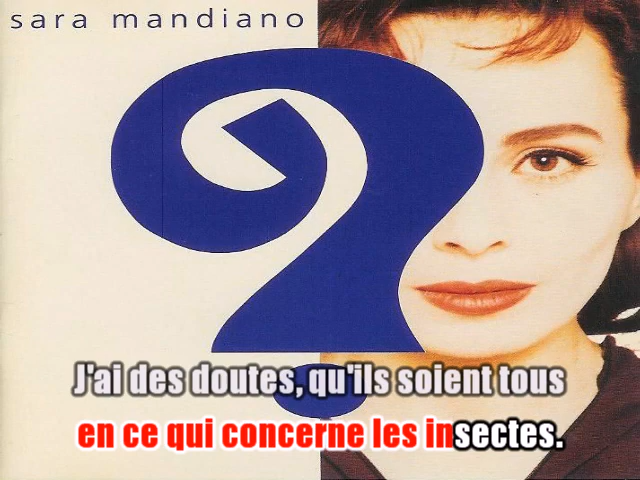 sara mandiano
?
J'ai des doutes, qu'ils soient tous
en ce qui concerne les insectes.